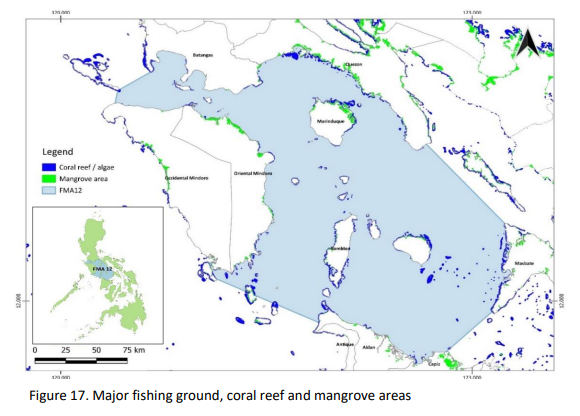 120.000
123.000
Batangas
Quezon
Marinduque
Legend
Coral reef / algae
Mangrove area
FMA12
Occidental Mindoro
Oriental Mindoro
FMA 12
Romblon
Masbate
12.000
12.000
Antique
Aklan
Capiz
0 25 50 75 km
120.000
123.000
Figure 17. Major fishing ground, coral reef and mangrove areas